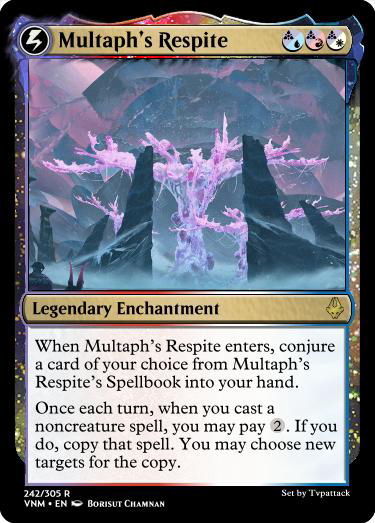 Multaph's Respite
Legendary Enchantment
When Multaph's Respite enters, conjure
a card of your choice from Multaph's
Respite's Spellbook into your hand.
Once each turn, when you cast a
noncreature spell, you may pay 2. If you
do, copy that spell. You may choose new
targets for the copy.
242/305 R
VNM • EN Borisut Chamnan
Set by Tvpattack